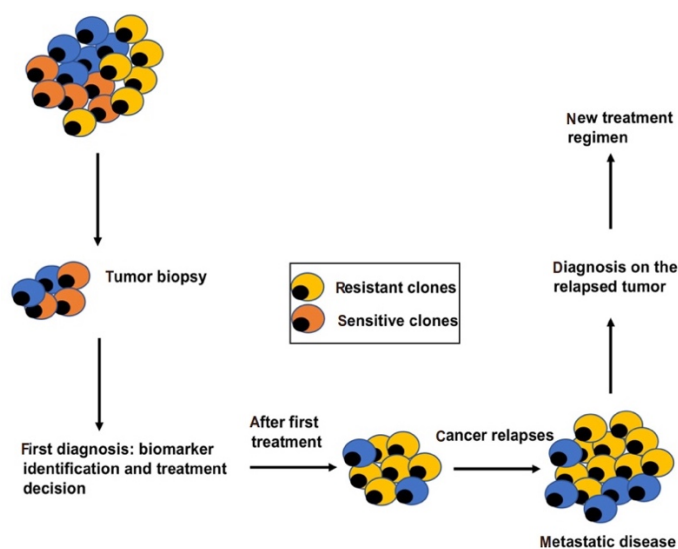 Tumor biopsy
First diagnosis: biomarker
identification and treatment
decision
After first
treatment
Cancer relapses
Metastatic disease
Diagnosis on the
relapsed tumor
New treatment
regimen
Resistant clones
Sensitive clones